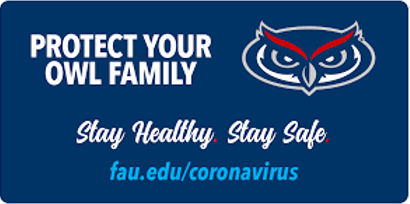 PROTECT YOUR
OWL FAMILY
Stay Healthy. Stay Safe.
fau.edu/coronavirus